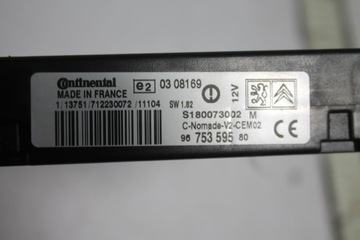 Continental
MADE IN FRANCE
e2 03 08169
12V
1/13751/712230072/11104 SW 1.82
S180073002 M
C-Nomade-V2-CEM02
96 753 595 80
CE